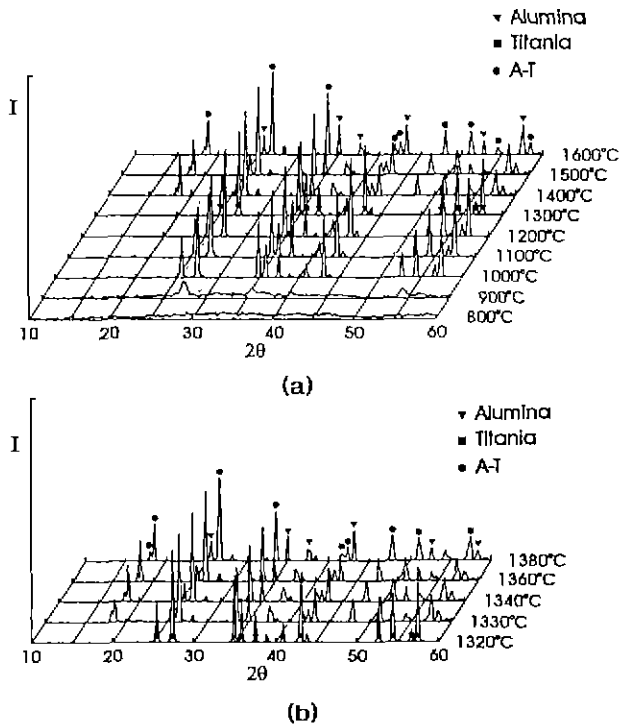 ▼ Alumina
■ Titania
● A-T
I
1600°C
1500°C
1400°C
1300°C
1200°C
1100°C
1000°C
900°C
800°C
10 20 30 40 50 60
2θ
(a)
▼ Alumina
■ Titania
● A-T
I
1380°C
1360°C
1340°C
1330°C
1320°C
10 20 30 40 50 60
2θ
(b)